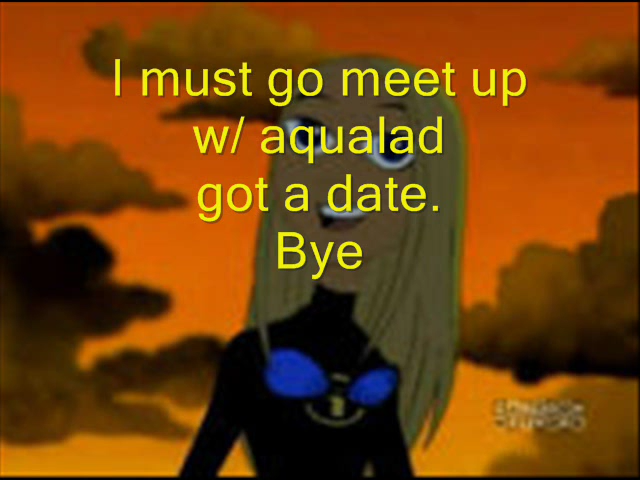 I must go meet up
w/ aqualad
got a date.
Bye